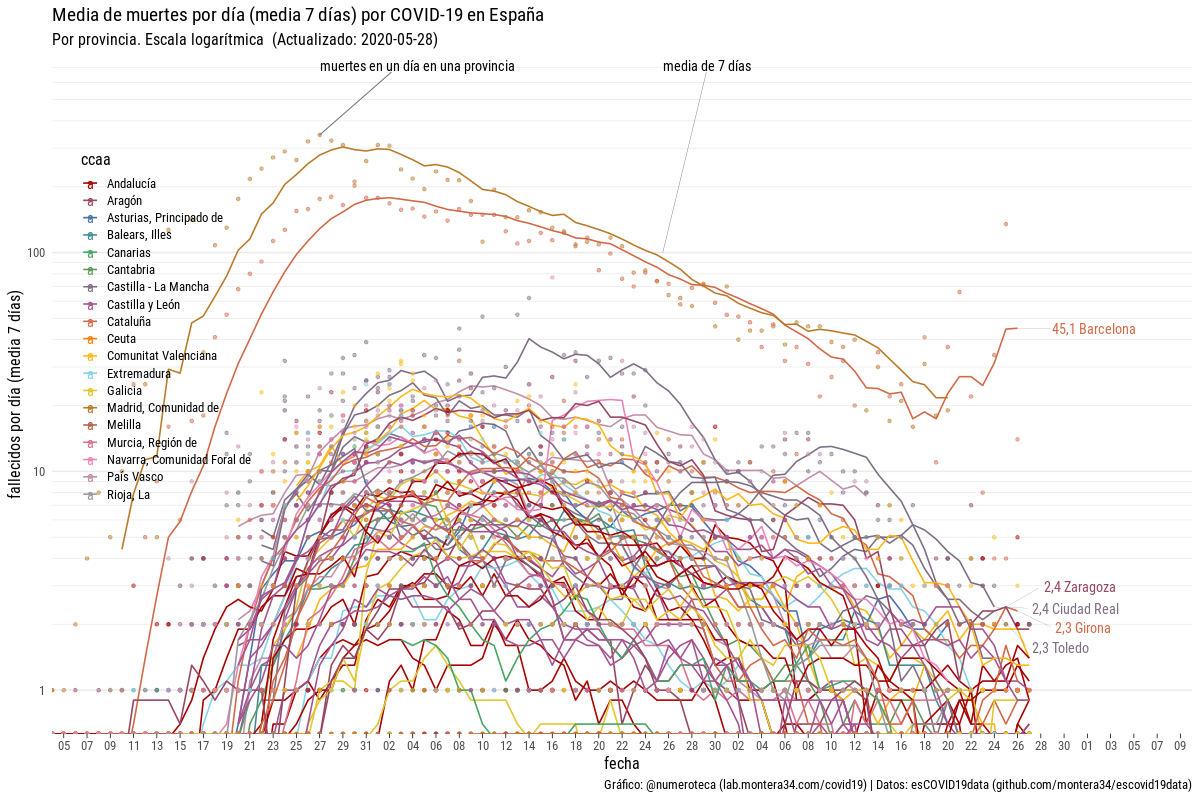 Media de muertes por día (media 7 días) por COVID-19 en España
Por provincia. Escala logarítmica (Actualizado: 2020-05-28)
muertes en un día en una provincia
media de 7 días
ccaa
Andalucía
Aragón
Asturias, Principado de
Balears, Illes
Canarias
Cantabria
Castilla - La Mancha
Castilla y León
Cataluña
Ceuta
Comunitat Valenciana
Extremadura
Galicia
Madrid, Comunidad de
Melilla
Murcia, Región de
Navarra, Comunidad Foral de
País Vasco
Rioja, La
fallecidos por día (media 7 días)
100
10
1
45,1 Barcelona
2,4 Zaragoza
2,4 Ciudad Real
2,3 Girona
2,3 Toledo
05 07 09 11 13 15 17 19 21 23 25 27 29 31 02 04 06 08 10 12 14 16 18 20 22 24 26 28 30 02 04 06 08 10 12 14 16 18 20 22 24 26 28 30 01 03 05 07 09
fecha
Gráfico: @numeroteca (lab.montera34.com/covid19) | Datos: esCOVID19data (github.com/montera34/escovid19data)